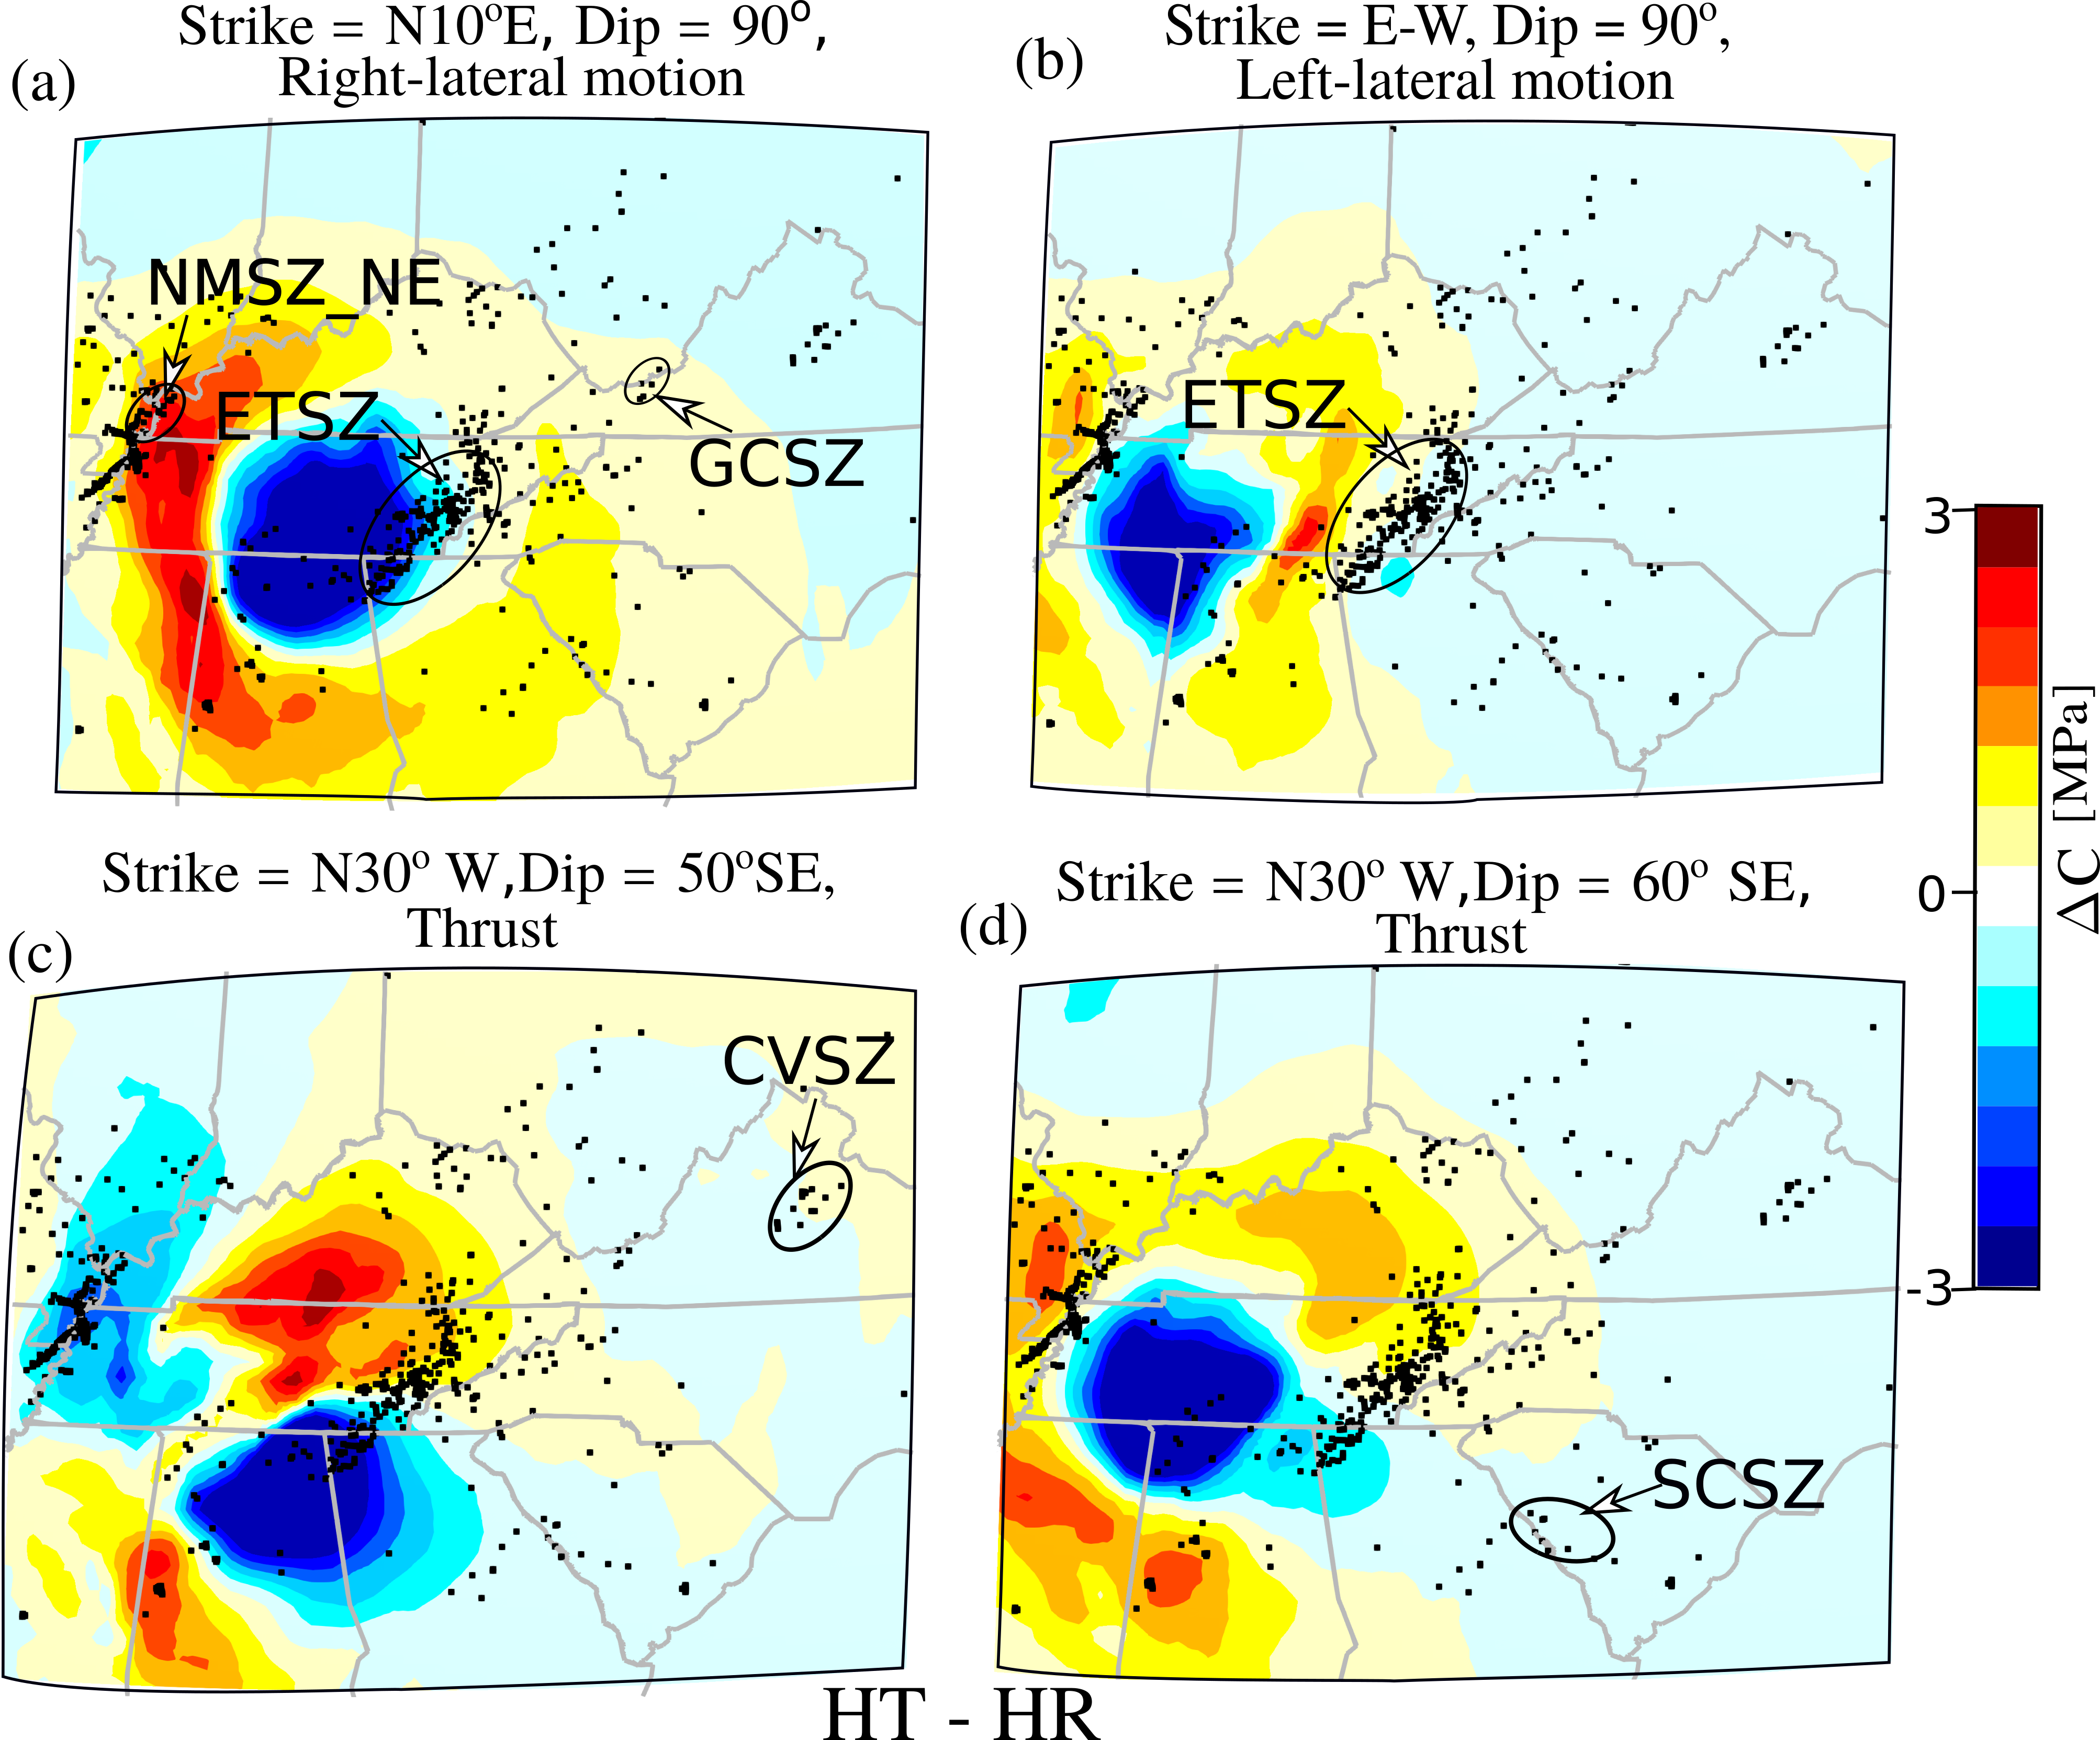 (a)
Strike = N10°E, Dip = 90°,
Right-lateral motion
NMSZ_NE
ETSZ
GCSZ
(b)
Strike = E-W, Dip = 90°,
Left-lateral motion
ETSZ
(c)
Strike = N30° W,Dip = 50°SE,
Thrust
CVSZ
(d)
Strike = N30° W,Dip = 60° SE,
Thrust
SCSZ
3
0
-3
ΔC [MPa]
HT - HR